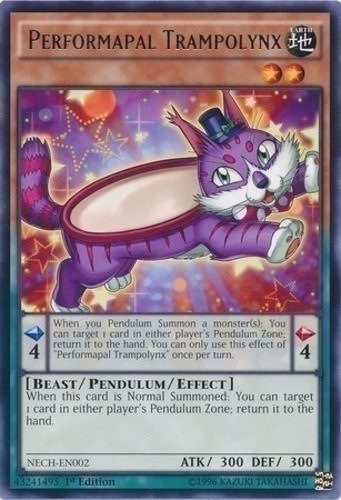 PERFORMAPAL TRAMPOLYNX
EARTH
地
When you Pendulum Summon a monster(s): You
can target 1 card in either player's Pendulum Zone;
return it to the hand. You can only use this effect of
"Performapal Trampolynx" once per turn.
4
4
[BEAST/PENDULUM/EFFECT]
When this card is Normal Summoned: You can target
1 card in either player's Pendulum Zone; return it to
the hand.
NECH-EN002
ATK/ 300 DEF/ 300
43241495
1st Edition
©1996 KAZUKI TAKAHASHI